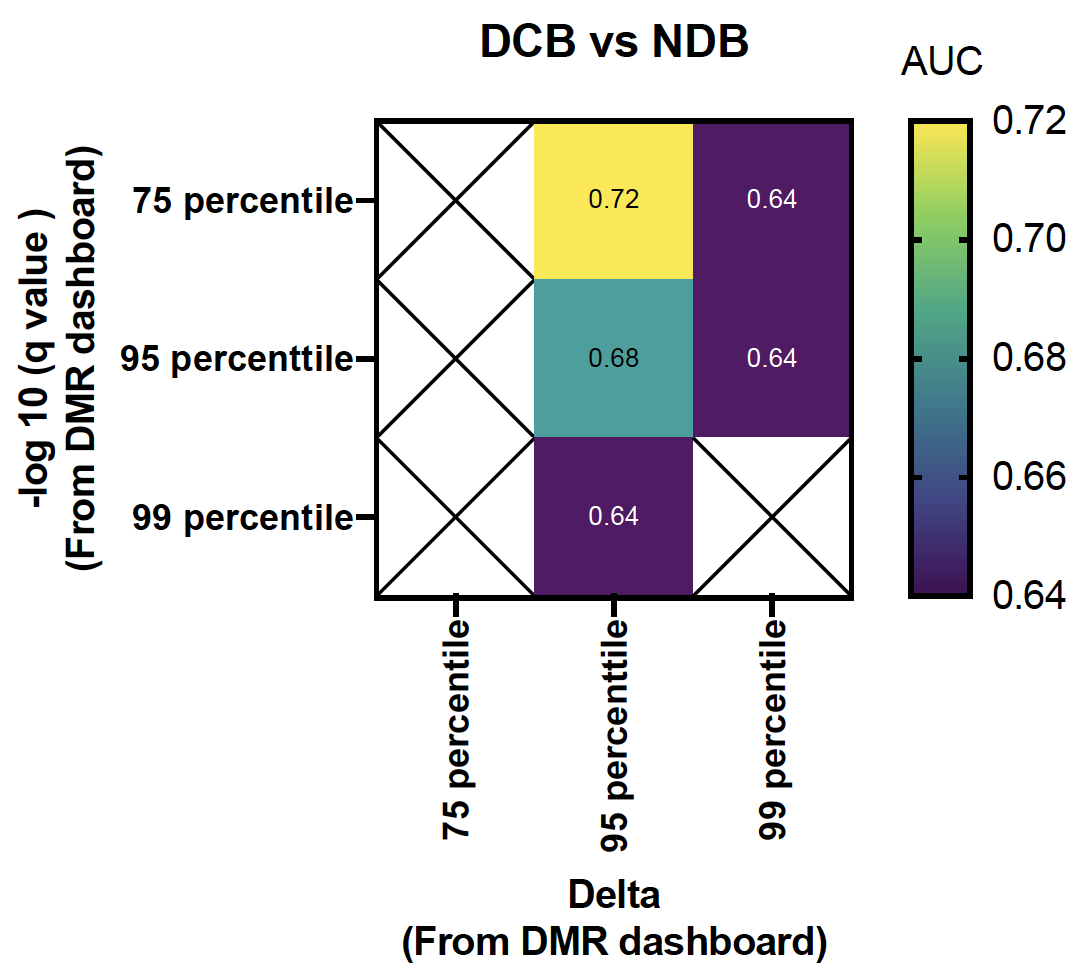 DCB vs NDB
AUC
-log 10 (q value )
(From DMR dashboard)
75 percentile
95 percenttile
99 percentile
0.72
0.64
0.68
0.64
0.64
0.72
0.70
0.68
0.66
0.64
75 percentile
95 percenttile
99 percentile
Delta
(From DMR dashboard)